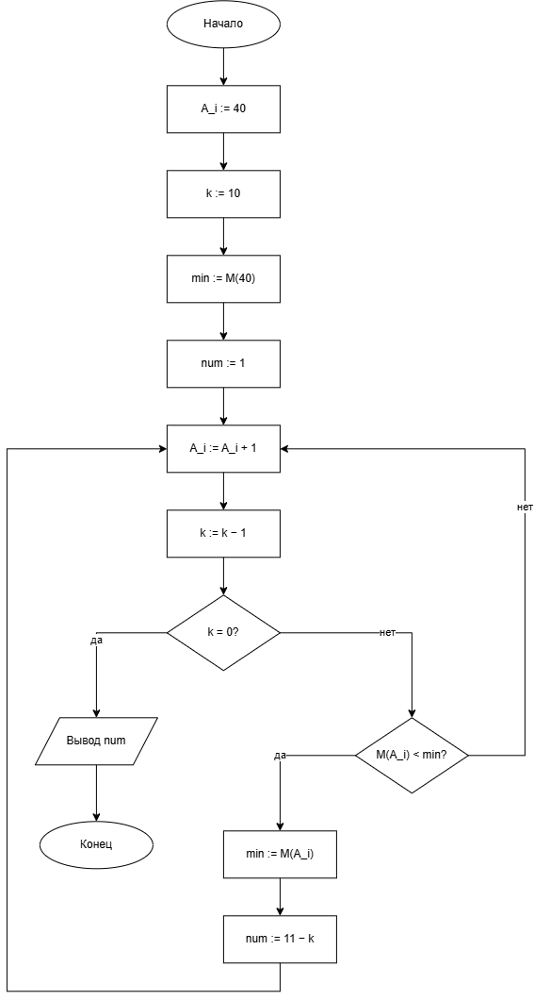 Начало
A_i := 40
k := 10
min := M(40)
num := 1
A_i := A_i + 1
k := k − 1
k = 0?
да
нет
нет
Вывод num
M(A_i) < min?
да
Конец
min := M(A_i)
num := 11 − k